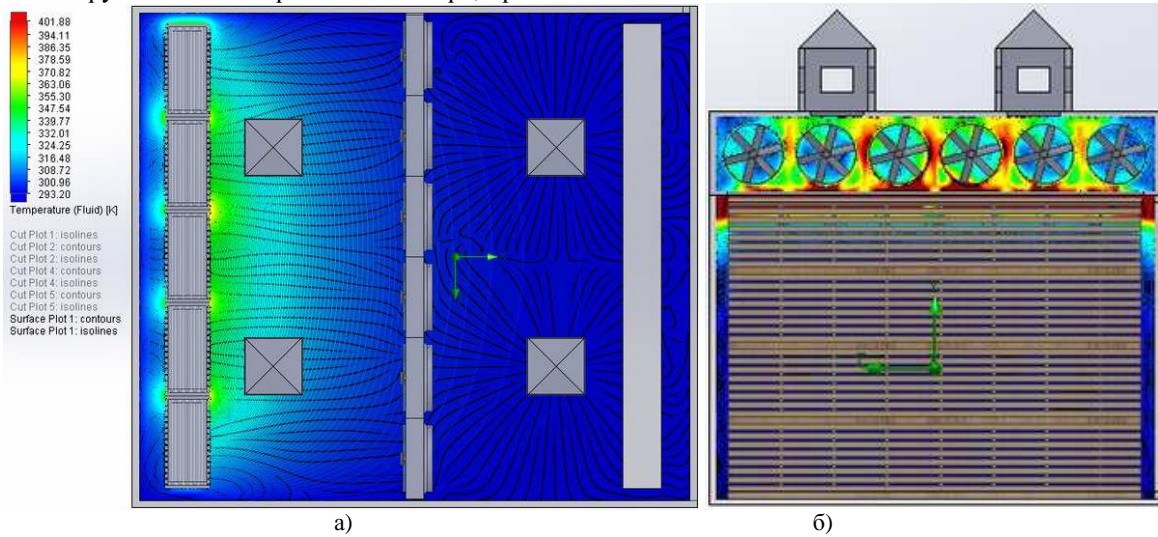 401.88
394.11
386.35
378.59
370.82
363.06
355.30
347.54
339.77
332.01
324.25
316.48
308.72
300.96
293.20
Temperature (Fluid) [K]
Cut Plot 1: isolines
Cut Plot 2: contours
Cut Plot 2: isolines
Cut Plot 4: contours
Cut Plot 4: isolines
Cut Plot 5: contours
Cut Plot 5: isolines
Surface Plot 1: contours
Surface Plot 1: isolines
Y
а)
б)